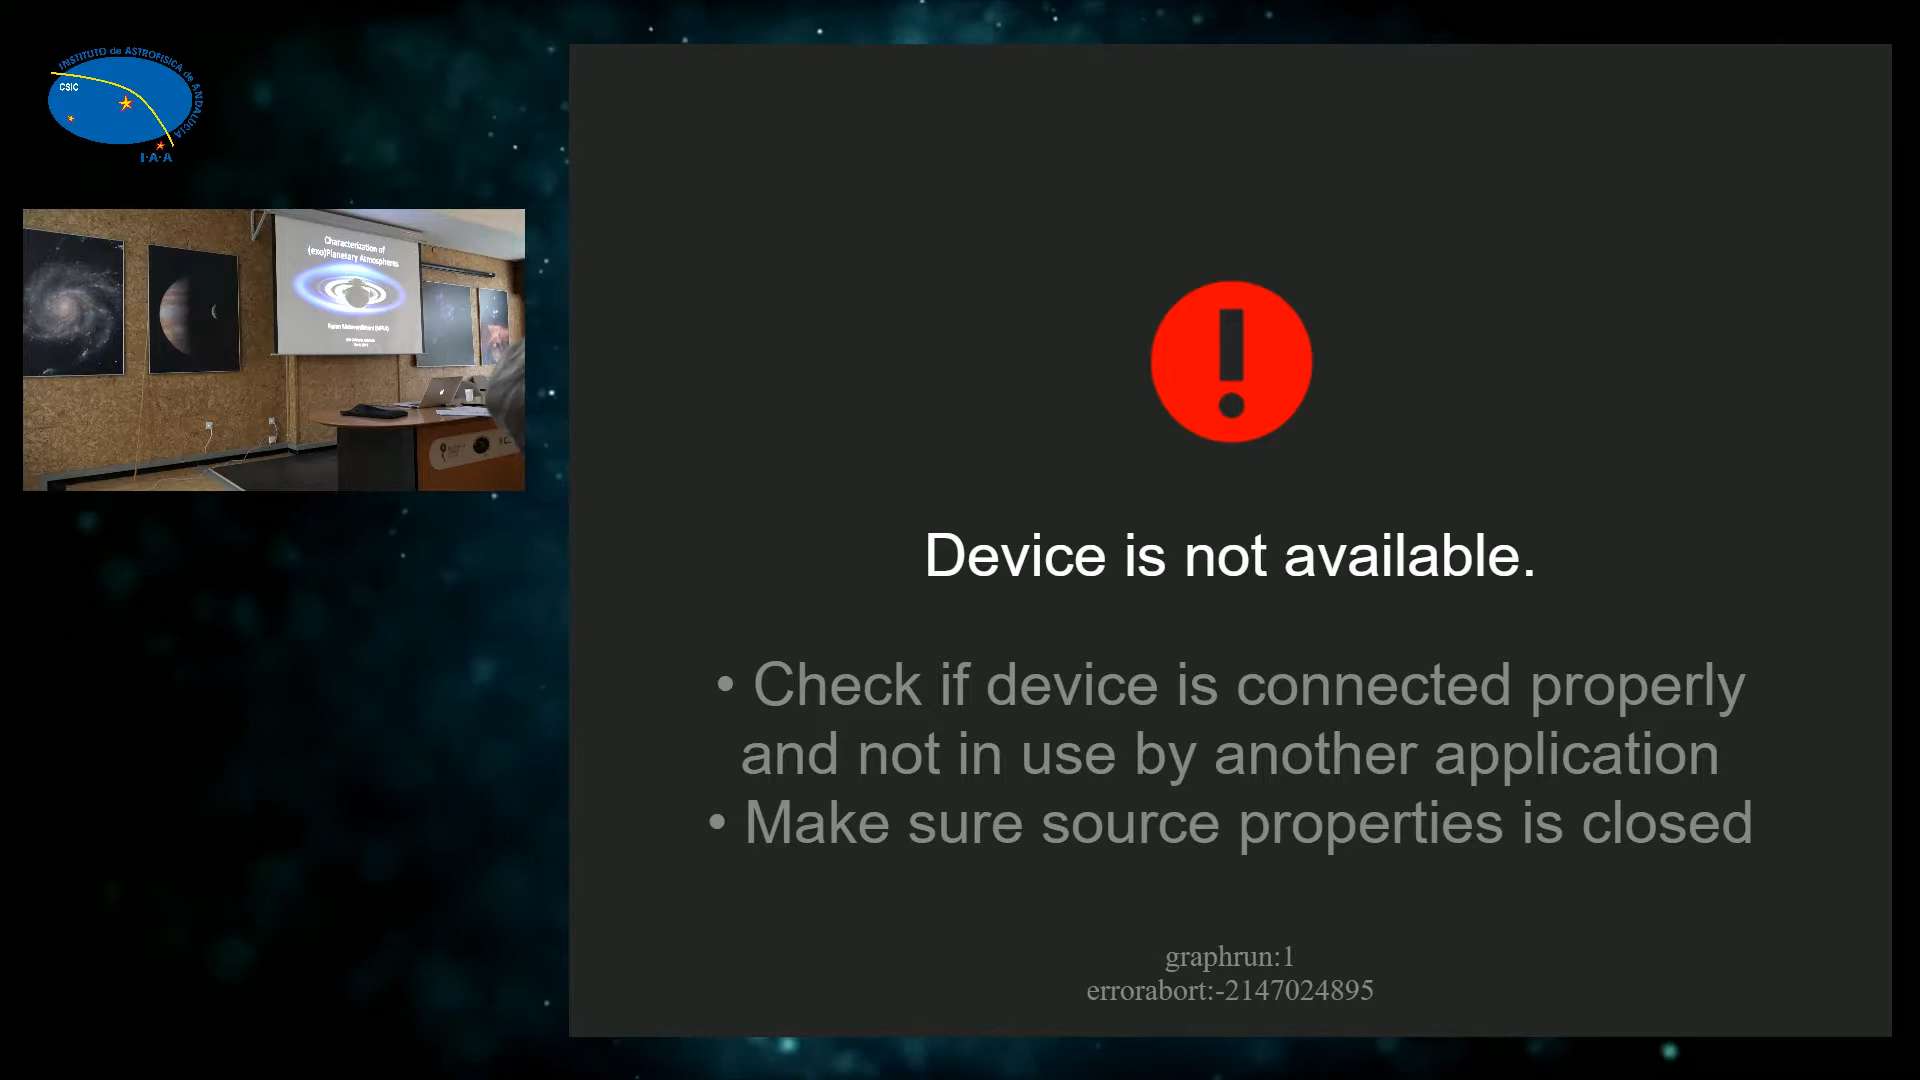 INSTITUTO de ASTROFISICA de ANDALUCIA
CSIC
I·A·A
Characterization of
(exo)Planetary Atmospheres
Device is not available.
• Check if device is connected properly
and not in use by another application
• Make sure source properties is closed
graphrun:1
errorabort:-2147024895